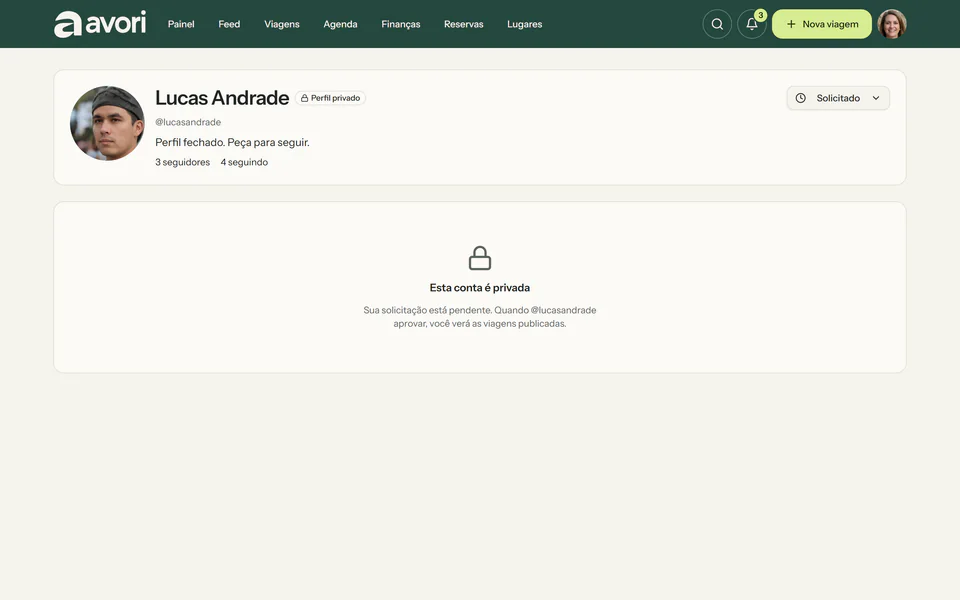 avori
Painel
Feed
Viagens
Agenda
Finanças
Reservas
Lugares
3
Nova viagem
Lucas Andrade
Perfil privado
Solicitado
@lucasandrade
Perfil fechado. Peça para seguir.
3 seguidores 4 seguindo
Esta conta é privada
Sua solicitação está pendente. Quando @lucasandrade
aprovar, você verá as viagens publicadas.